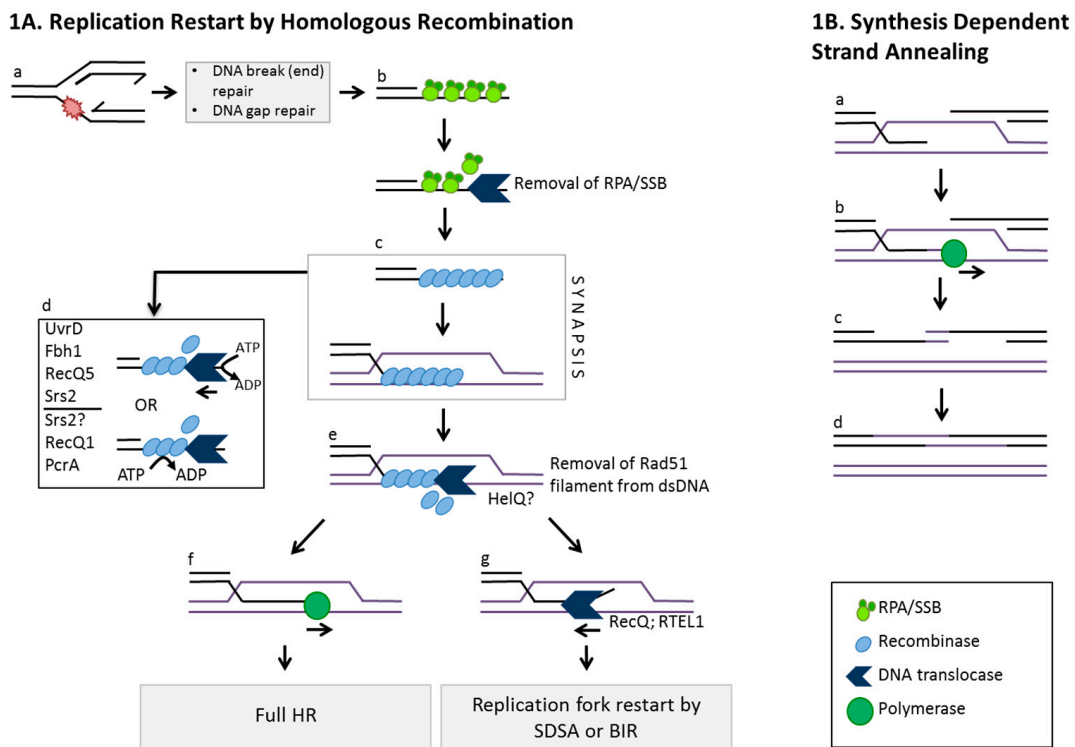 1A. Replication Restart by Homologous Recombination
a
• DNA break (end)
repair
• DNA gap repair
b
Removal of RPA/SSB
c
SYNAPSIS
d
UvrD
Fbh1
RecQ5
Srs2
Srs2?
RecQ1
PcrA
ATP
ADP
OR
ATP
ADP
e
Removal of Rad51
filament from dsDNA
HelQ?
f
g
RecQ; RTEL1
Full HR
Replication fork restart by
SDSA or BIR
1B. Synthesis Dependent
Strand Annealing
a
b
c
d
RPA/SSB
Recombinase
DNA translocase
Polymerase